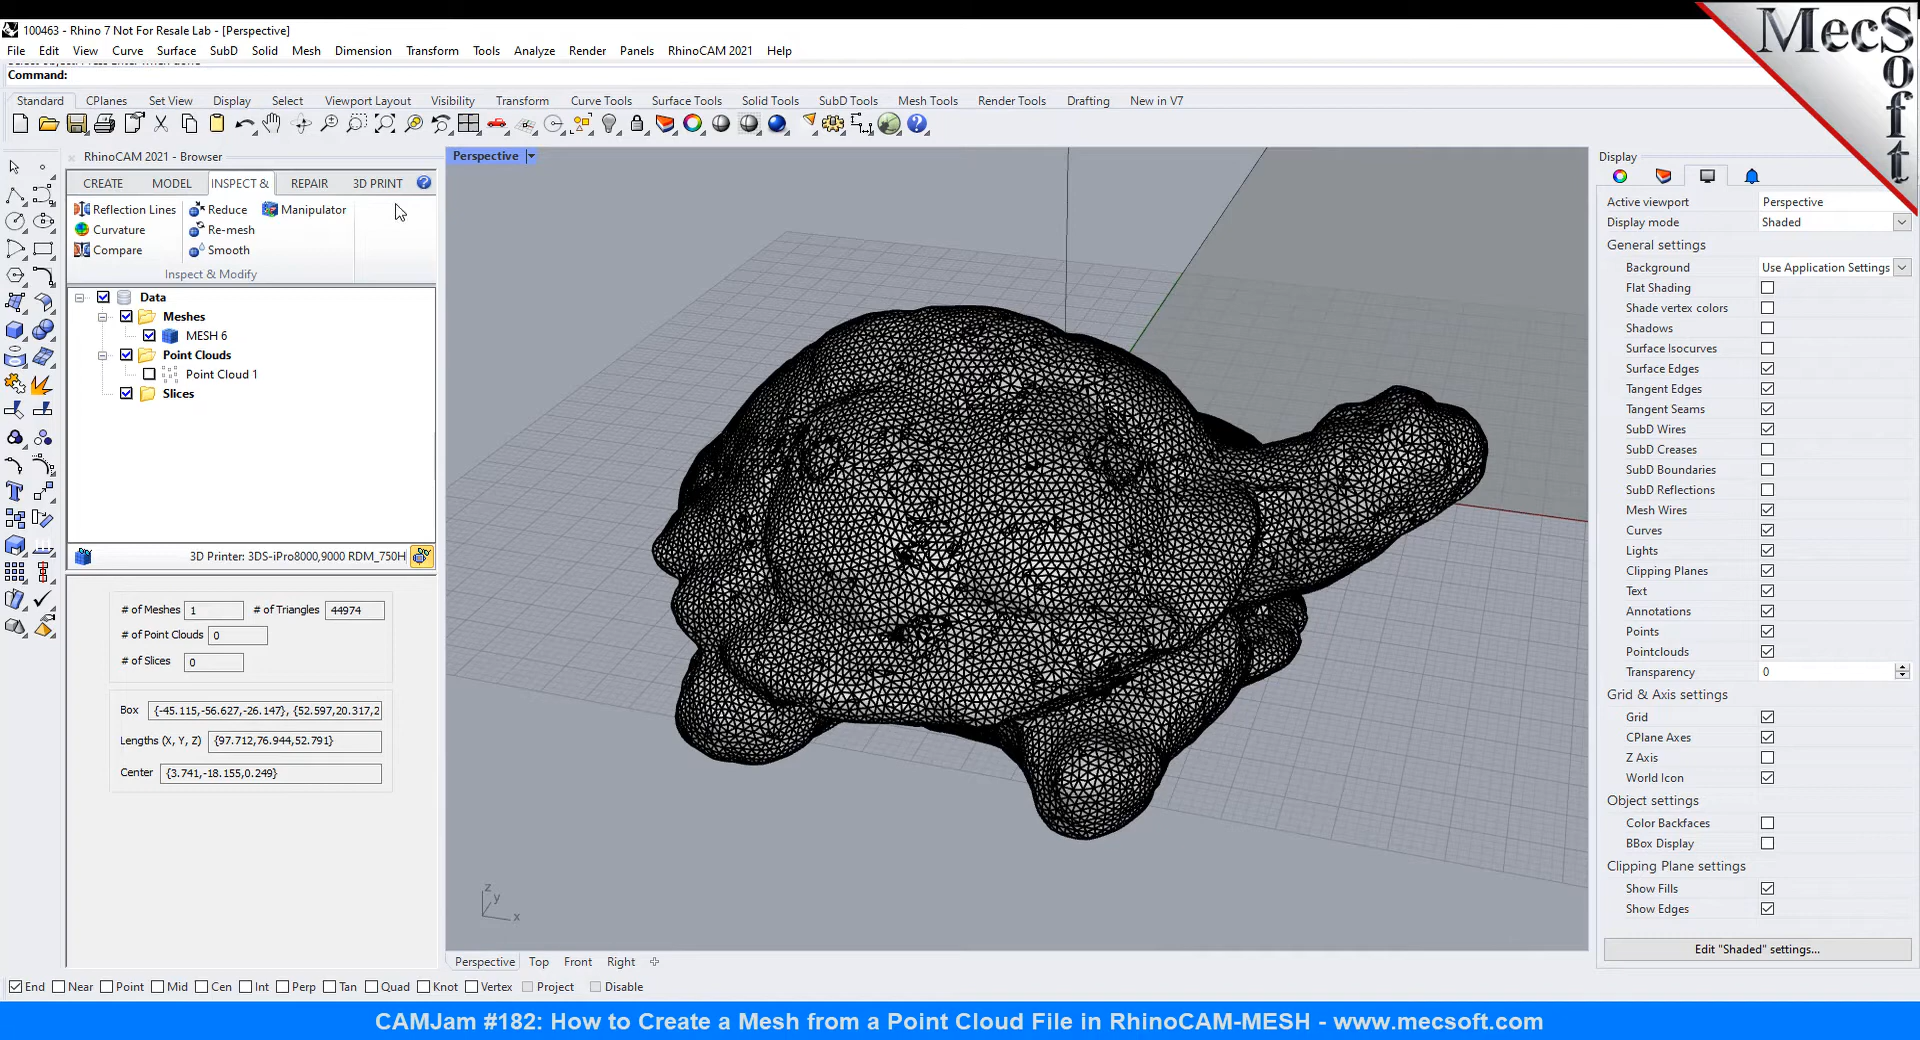 100463 - Rhino 7 Not For Resale Lab - [Perspective]
File Edit View Curve Surface SubD Solid Mesh Dimension Transform Tools Analyze Render Panels RhinoCAM 2021 Help
Command:
Standard CPlanes Set View Display Select Viewport Layout Visibility Transform Curve Tools Surface Tools Solid Tools SubD Tools Mesh Tools Render Tools Drafting New in V7
MecSoft
RhinoCAM 2021 - Browser
CREATE MODEL INSPECT & REPAIR 3D PRINT
Reflection Lines Reduce Manipulator
Curvature Re-mesh
Compare Smooth
Inspect & Modify
Data
Meshes
MESH 6
Point Clouds
Point Cloud 1
Slices
3D Printer: 3DS-iPro8000,9000 RDM_750H
# of Meshes 1 # of Triangles 44974
# of Point Clouds 0
# of Slices 0
Box {-45.115,-56.627,-26.147}, {52.597,20.317,2
Lengths (X, Y, Z) {97.712,76.944,52.791}
Center {3.741,-18.155,0.249}
Perspective
z
y
x
Perspective Top Front Right
Display
Active viewport Perspective
Display mode Shaded
General settings
Background Use Application Settings
Flat Shading
Shade vertex colors
Shadows
Surface Isocurves
Surface Edges
Tangent Edges
Tangent Seams
SubD Wires
SubD Creases
SubD Boundaries
SubD Reflections
Mesh Wires
Curves
Lights
Clipping Planes
Text
Annotations
Points
Pointclouds
Transparency 0
Grid & Axis settings
Grid
CPlane Axes
Z Axis
World Icon
Object settings
Color Backfaces
BBox Display
Clipping Plane settings
Show Fills
Show Edges
Edit "Shaded" settings...
End Near Point Mid Cen Int Perp Tan Quad Knot Vertex Project Disable
CAMJam #182: How to Create a Mesh from a Point Cloud File in RhinoCAM-MESH - www.mecsoft.com